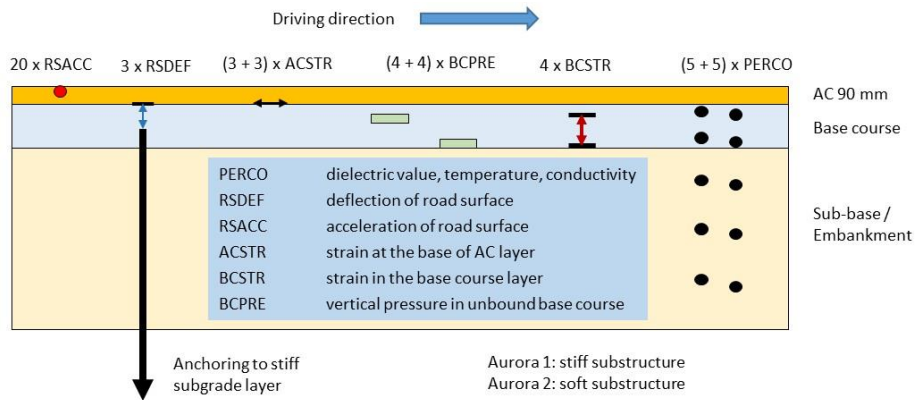 Driving direction
20 x RSACC
3 x RSDEF
(3 + 3) x ACSTR
(4 + 4) x BCPRE
4 x BCSTR
(5 + 5) x PERCO
AC 90 mm
Base course
PERCO dielectric value, temperature, conductivity
RSDEF deflection of road surface
RSACC acceleration of road surface
ACSTR strain at the base of AC layer
BCSTR strain in the base course layer
BCPRE vertical pressure in unbound base course
Sub-base /
Embankment
Anchoring to stiff
subgrade layer
Aurora 1: stiff substructure
Aurora 2: soft substructure